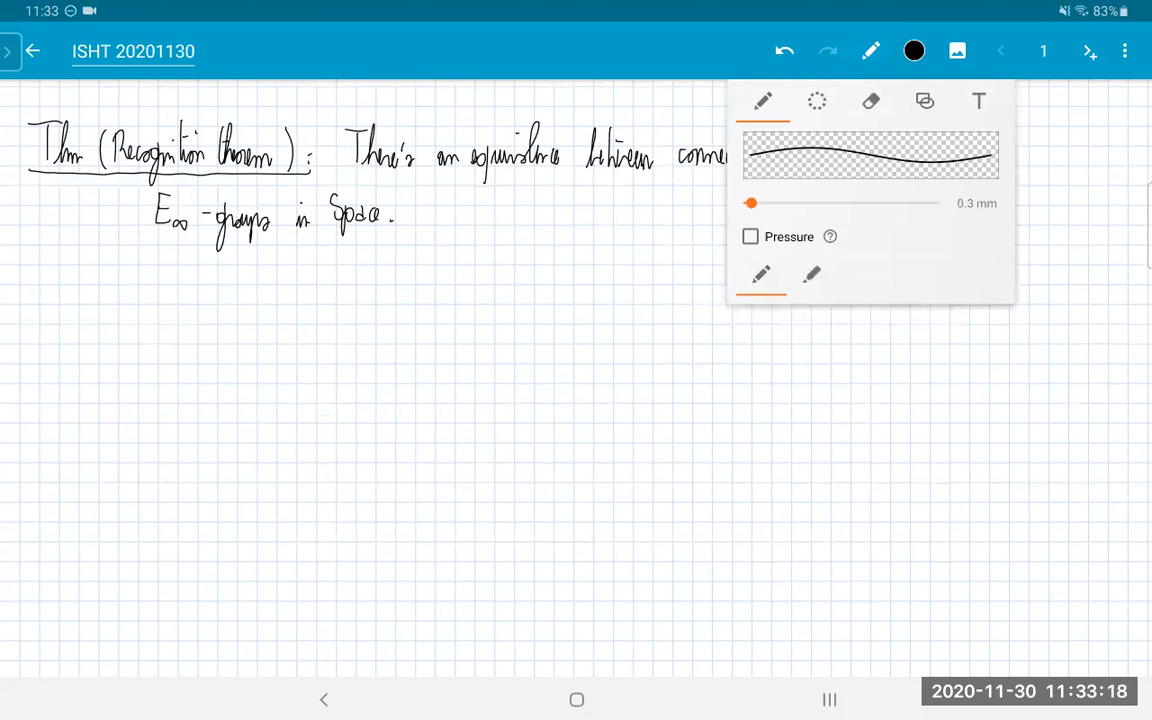 11:33
83%
ISHT 20201130
1
T
Thm (Recognition theorem): There's an equivalence between conne
0.3 mm
E∞-groups in Space.
Pressure
2020-11-30 11:33:18